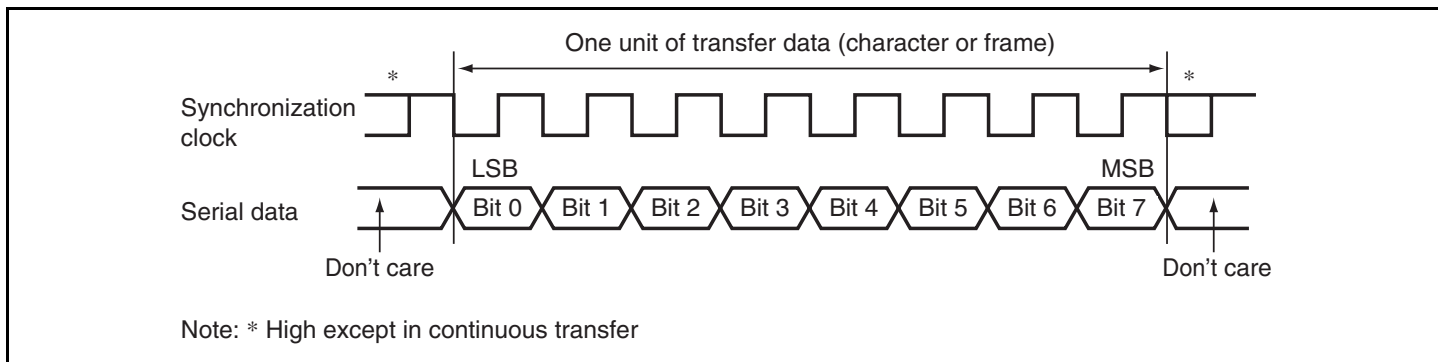 One unit of transfer data (character or frame)
* *
Synchronization
clock
LSB MSB
Serial data Bit 0 Bit 1 Bit 2 Bit 3 Bit 4 Bit 5 Bit 6 Bit 7
Don't care Don't care
Note: * High except in continuous transfer